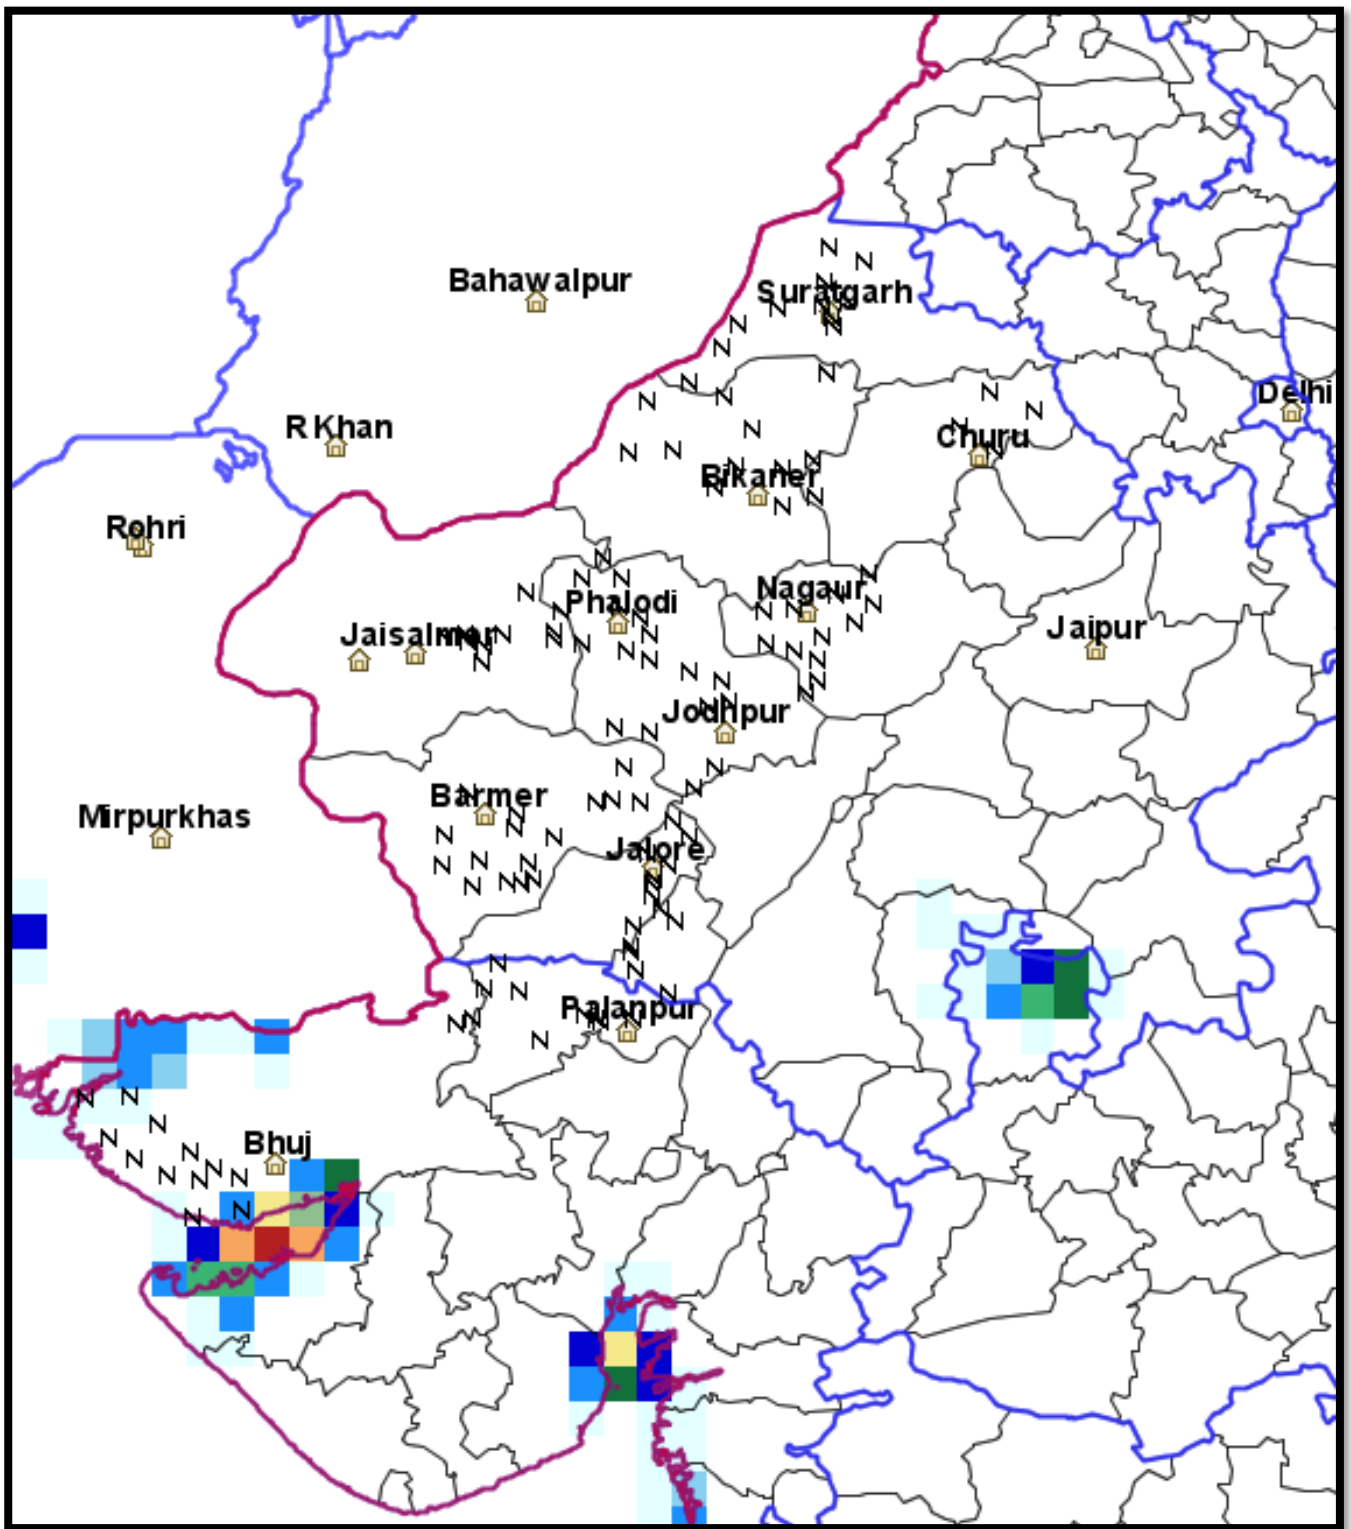 Bahawalpur
Suratgarh
Delhi
R Khan
Churu
Bikaner
Rohri
Nagaur
Phalodi
Jaisalmer
Jaipur
Jodhpur
Barmer
Mirpurkhas
Jalore
Palanpur
Bhuj